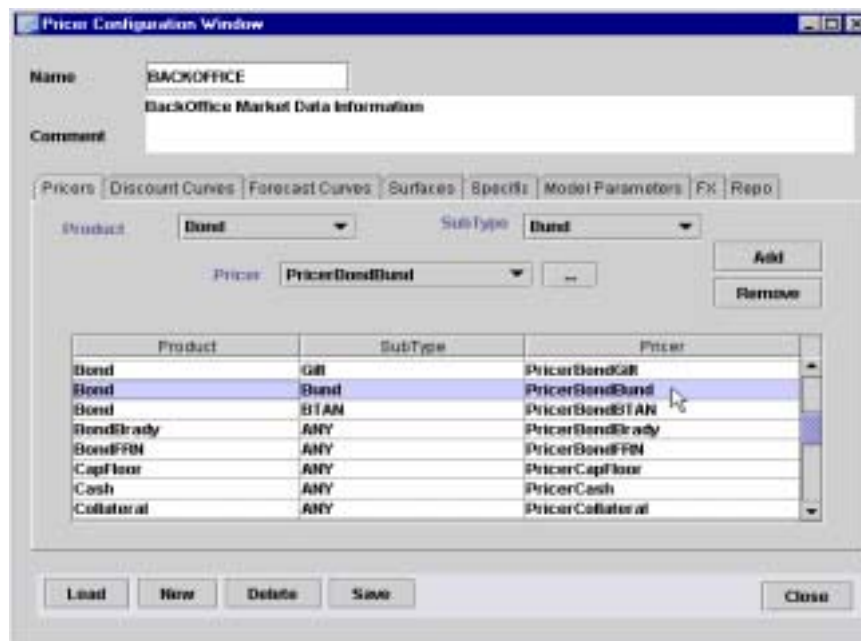 Pricer Configuration Window
Name BACKOFFICE
BackOffice Market Data Information
Comment
Pricers Discount Curves Forecast Curves Surfaces Specific Model Parameters FX Repo
Product Bond SubType Bund
Add
Pricer PricerBondBund ...
Remove
Product SubType Pricer
Bond Gilt PricerBondGilt
Bond Bund PricerBondBund
Bond BTAN PricerBondBTAN
BondBrady ANY PricerBondBrady
BondFRN ANY PricerBondFRN
CapFloor ANY PricerCapFloor
Cash ANY PricerCash
Collateral ANY PricerCollateral
Load New Delete Save Close